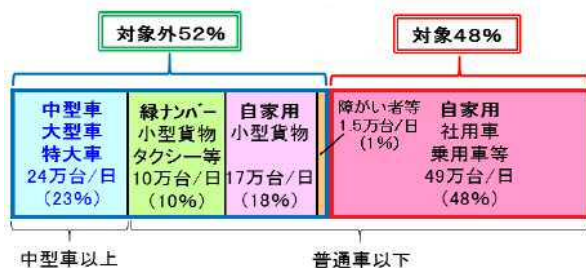 対象外52%
対象48%
中型車
大型車
特大車
24万台/日
(23%)
緑ナンバー
小型貨物
タクシー等
10万台/日
(10%)
自家用
小型貨物
17万台/日
(18%)
障がい者等
1.5万台/日
(1%)
自家用
社用車
乗用車等
49万台/日
(48%)
中型車以上
普通車以下